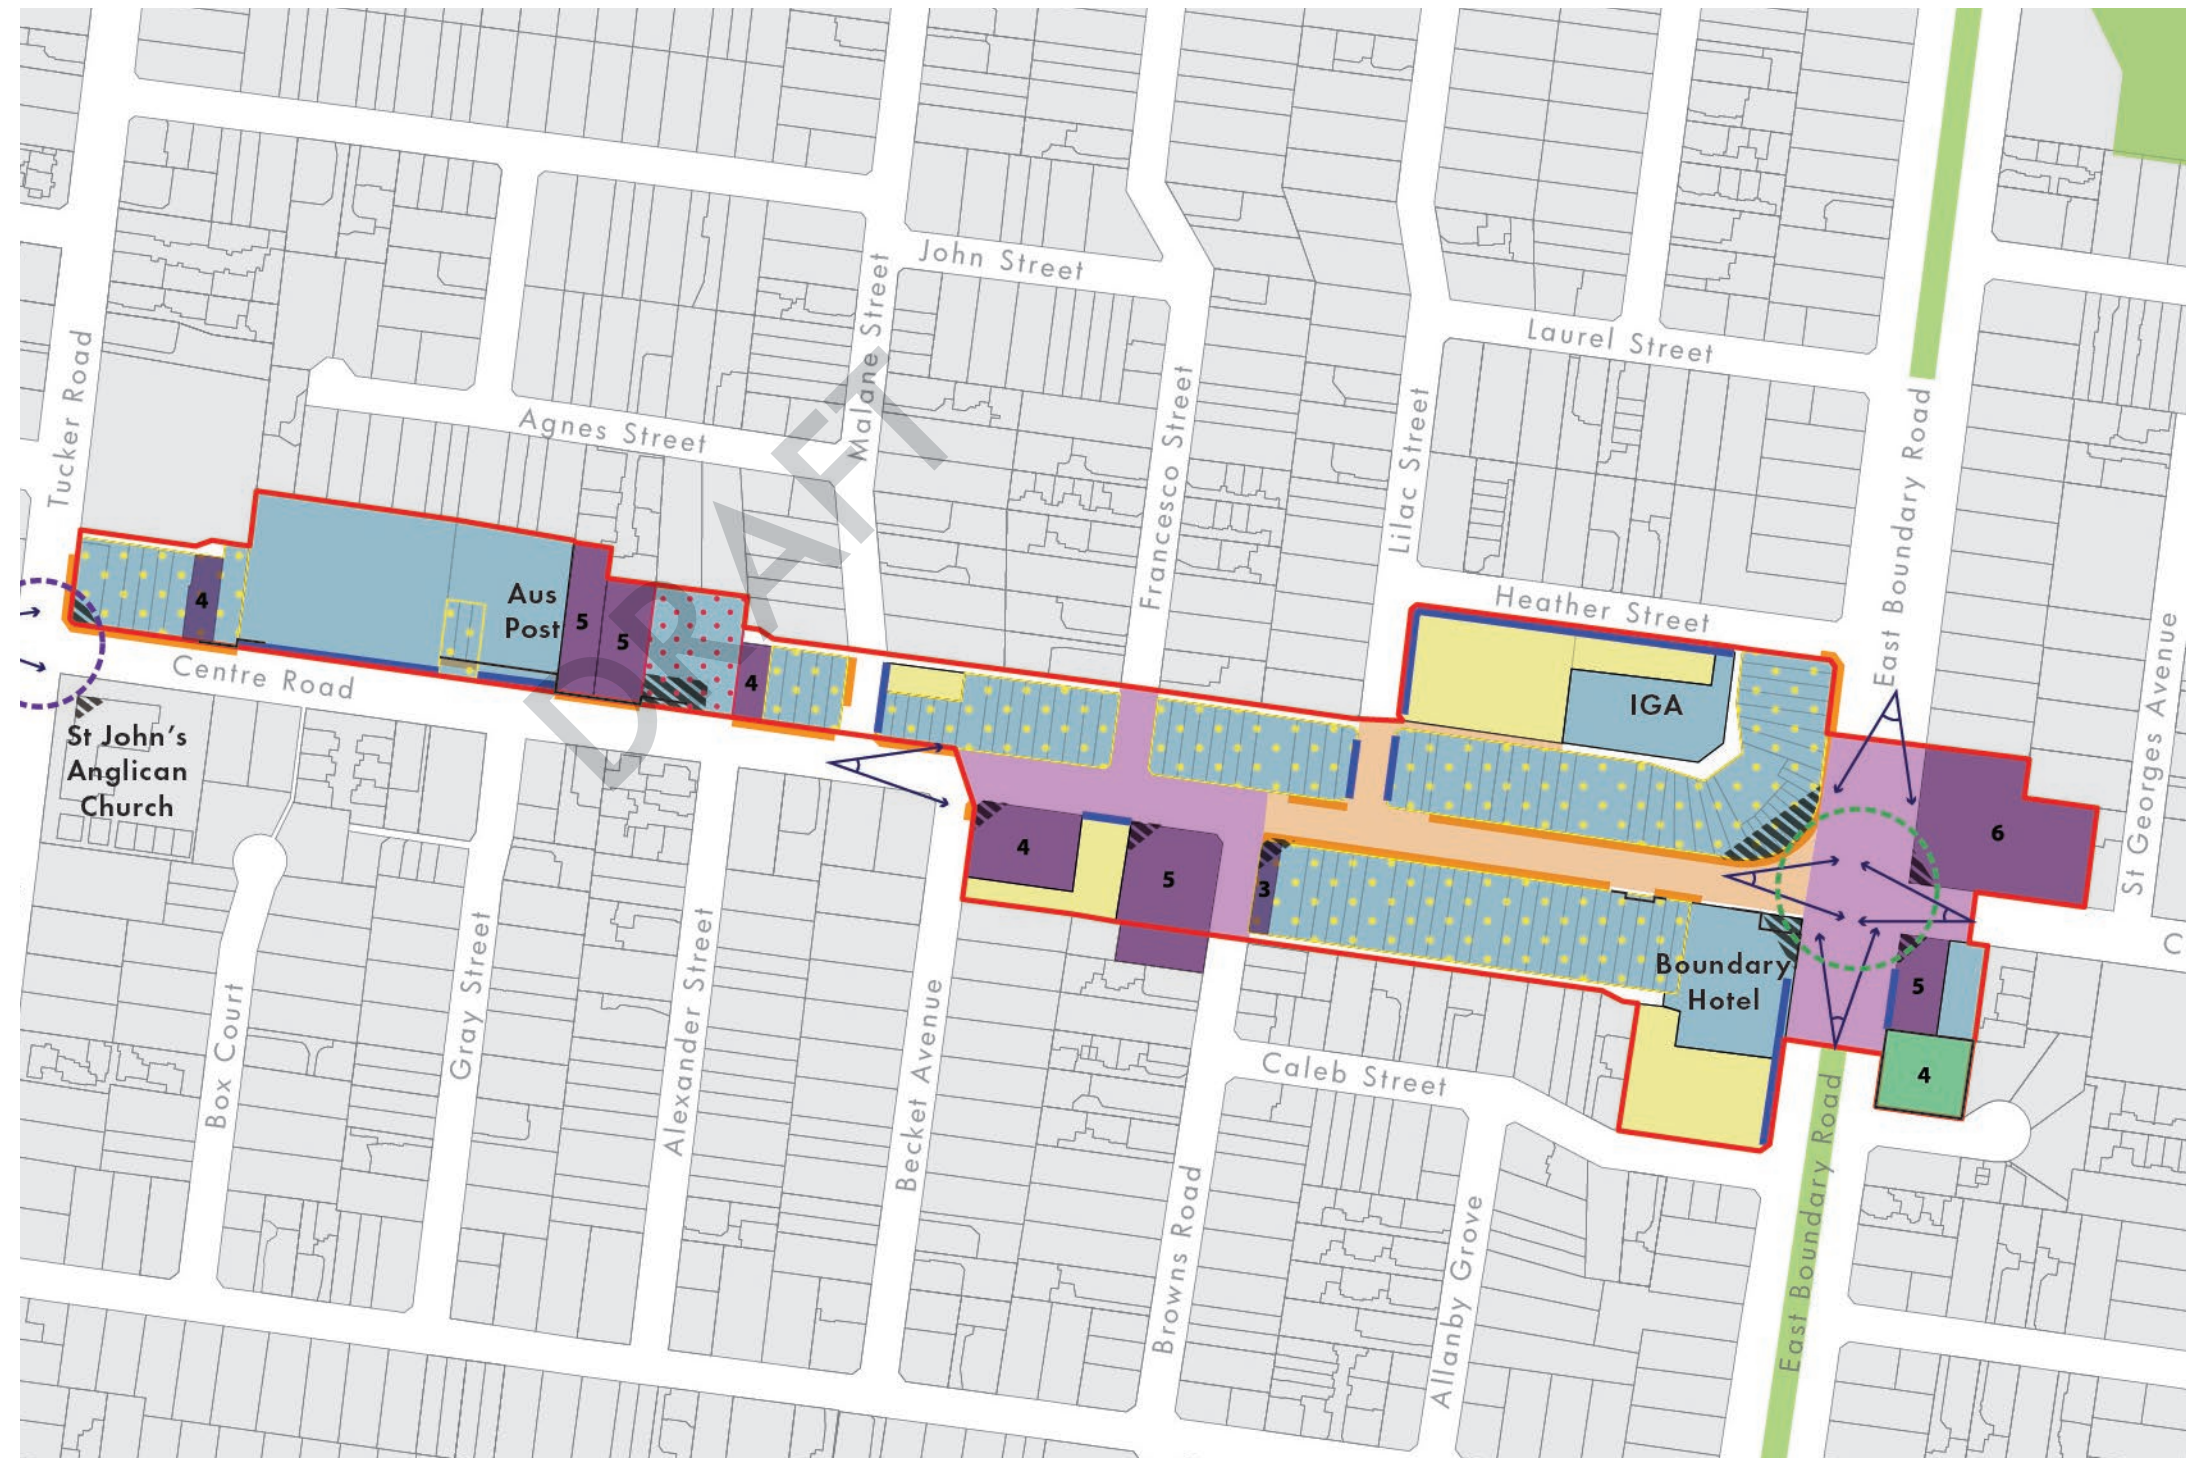 John Street
Malane Street
Laurel Street
Tucker Road
Agnes Street
Francesco Street
Lilac Street
East Boundary Road
Heather Street
St Georges Avenue
4
Aus
Post
5
5
4
IGA
Centre Road
St John's
Anglican
Church
DRAFT
4
5
3
6
Boundary
Hotel
5
4
C
Box Court
Gray Street
Alexander Street
Becket Avenue
Browns Road
Caleb Street
Allanby Grove
East Boundary Road